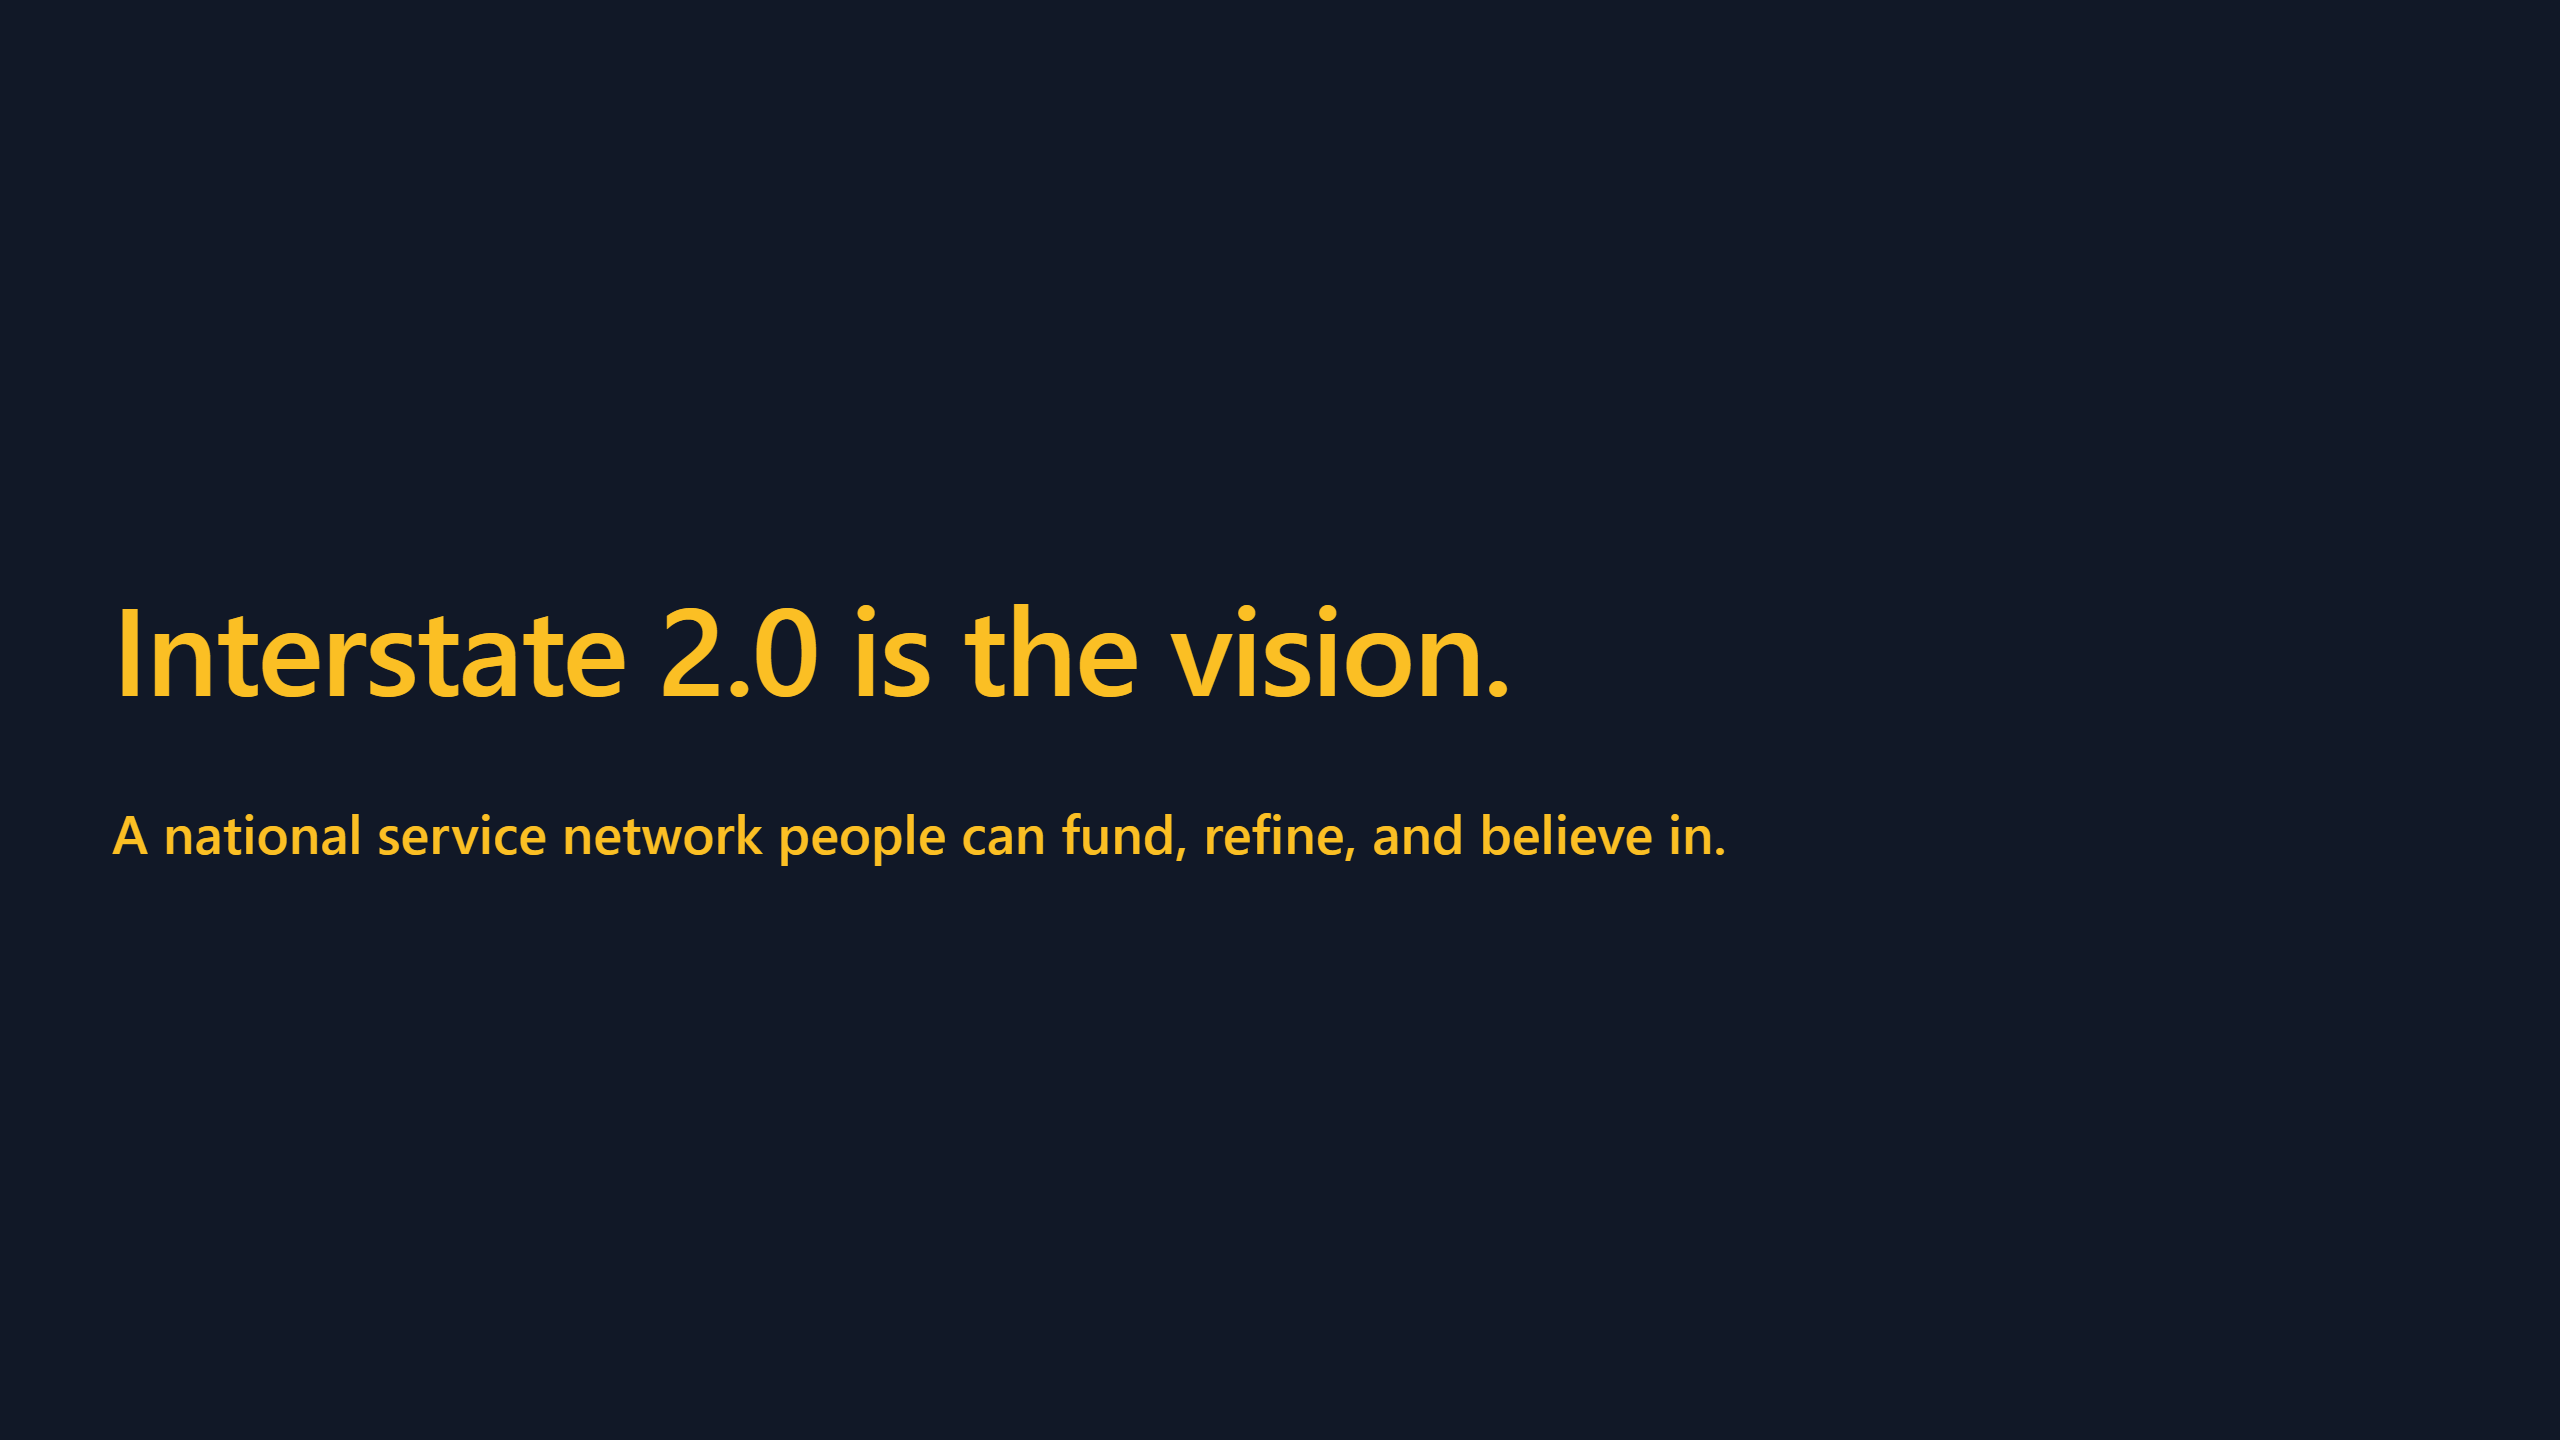 Interstate 2.0 is the vision.
A national service network people can fund, refine, and believe in.